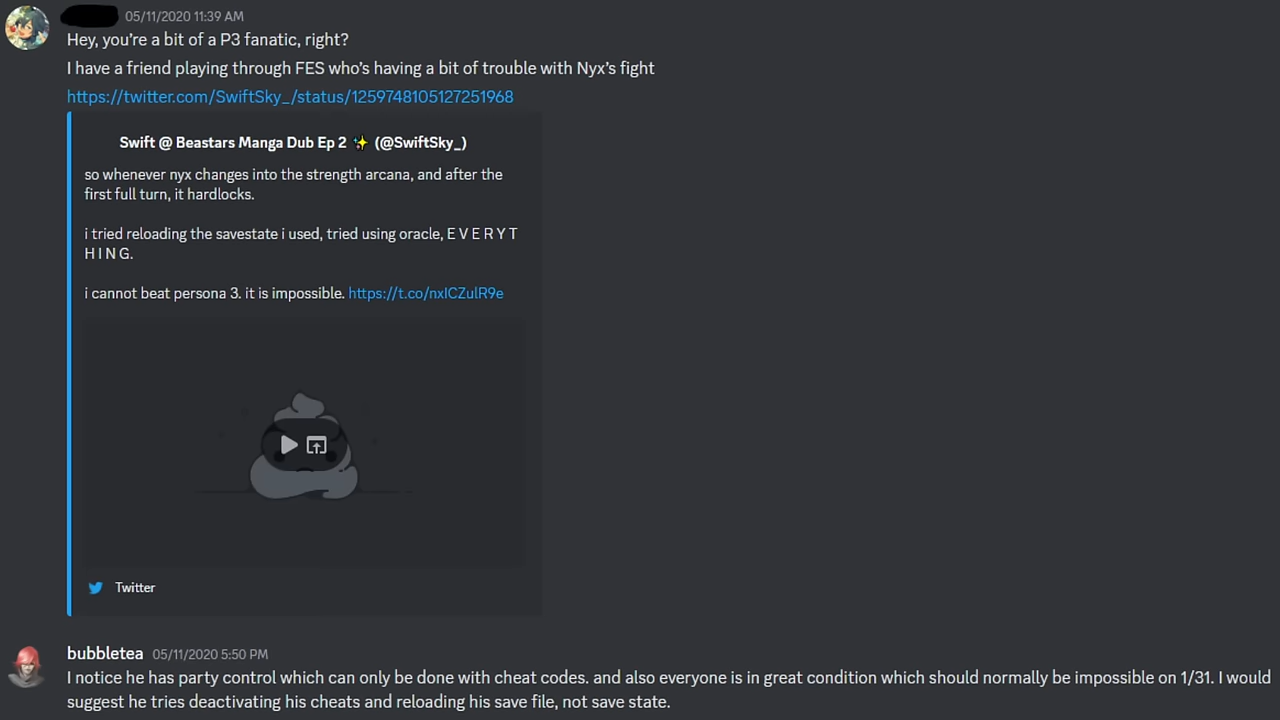 05/11/2020 11:39 AM
Hey, you're a bit of a P3 fanatic, right?
I have a friend playing through FES who's having a bit of trouble with Nyx's fight
https://twitter.com/SwiftSky_/status/1259748105127251968
Swift @ Beastars Manga Dub Ep 2 ✨ (@SwiftSky_)
so whenever nyx changes into the strength arcana, and after the
first full turn, it hardlocks.
i tried reloading the savestate i used, tried using oracle, E V E R Y T
H I N G.
i cannot beat persona 3. it is impossible. https://t.co/nxICZulR9e
Twitter
bubbletea 05/11/2020 5:50 PM
I notice he has party control which can only be done with cheat codes. and also everyone is in great condition which should normally be impossible on 1/31. I would
suggest he tries deactivating his cheats and reloading his save file, not save state.